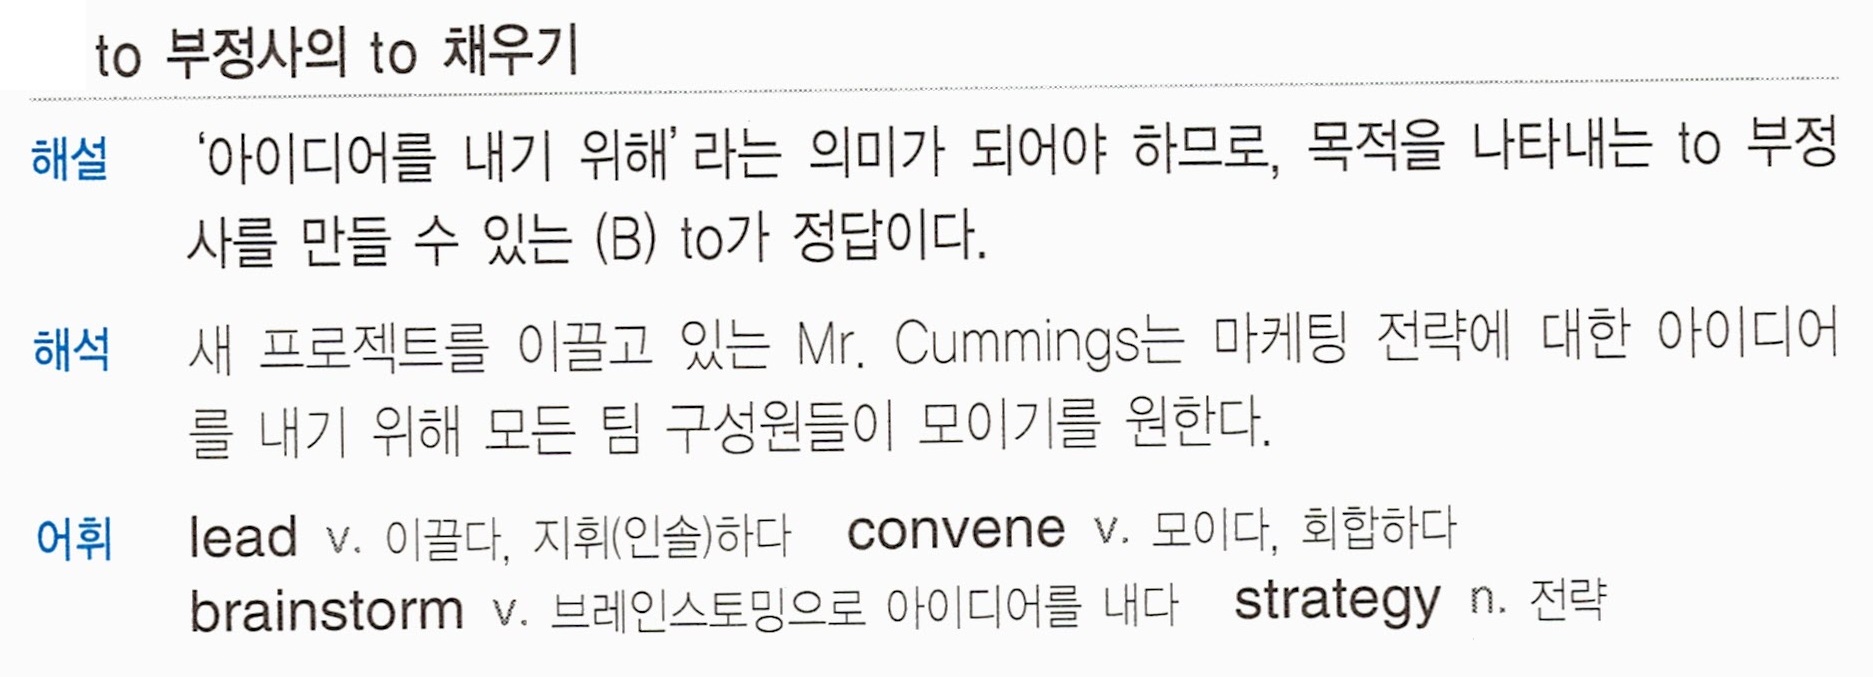 to 부정사의 to 채우기
해설 ‘아이디어를 내기 위해’라는 의미가 되어야 하므로, 목적을 나타내는 to 부정
사를 만들 수 있는 (B) to가 정답이다.
해석 새 프로젝트를 이끌고 있는 Mr. Cummings는 마케팅 전략에 대한 아이디어
를 내기 위해 모든 팀 구성원들이 모이기를 원한다.
어휘 lead v. 이끌다, 지휘(인솔)하다 convene v. 모이다, 회합하다
brainstorm v. 브레인스토밍으로 아이디어를 내다 strategy n. 전략